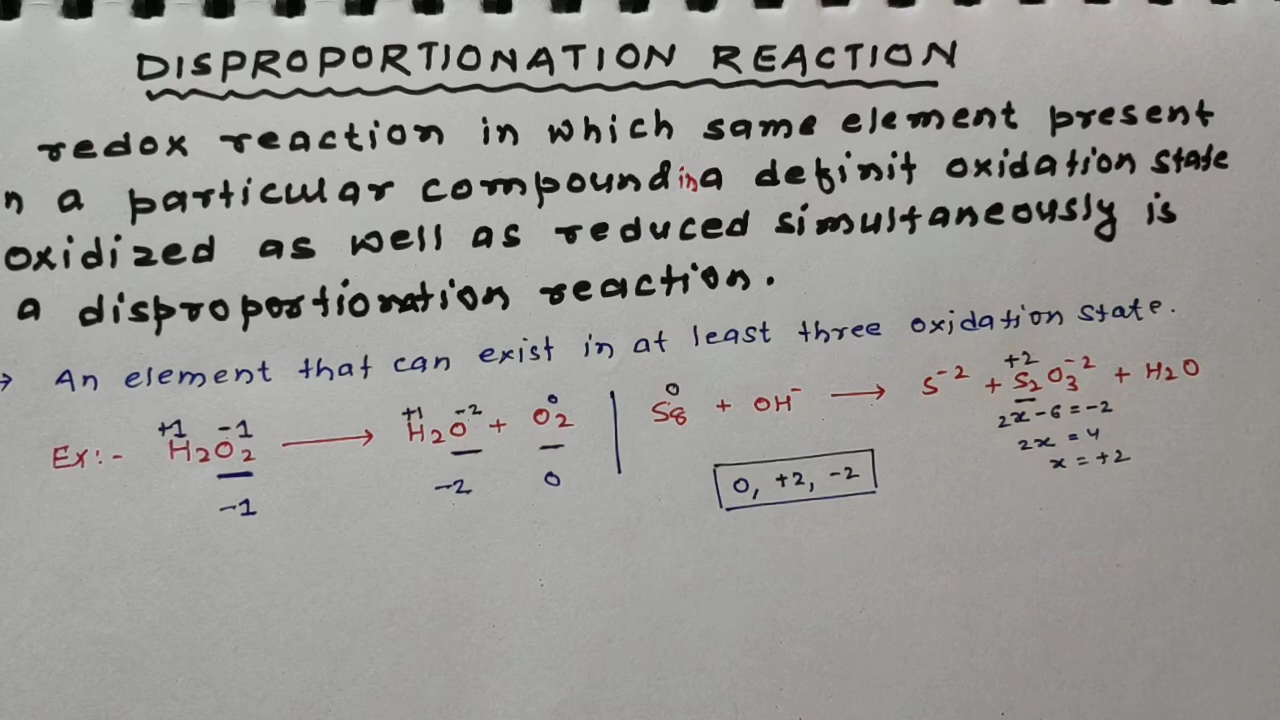 DISPROPORTIONATION REACTION
redox reaction in which same element present
n a particular compound in a definit oxidation state
oxidized as well as reduced simultaneously is
a disproportionation reaction.
→ An element that can exist in at least three oxidation state.
+1 -1 +1 -2 0 0 +2
Ex:- H2O2 → H2O + O2 | S8 + OH⁻ → S⁻² + S2O3⁻² + H2O
-1 -2 0 0, +2, -2
2x-6=-2
2x = 4
x = +2